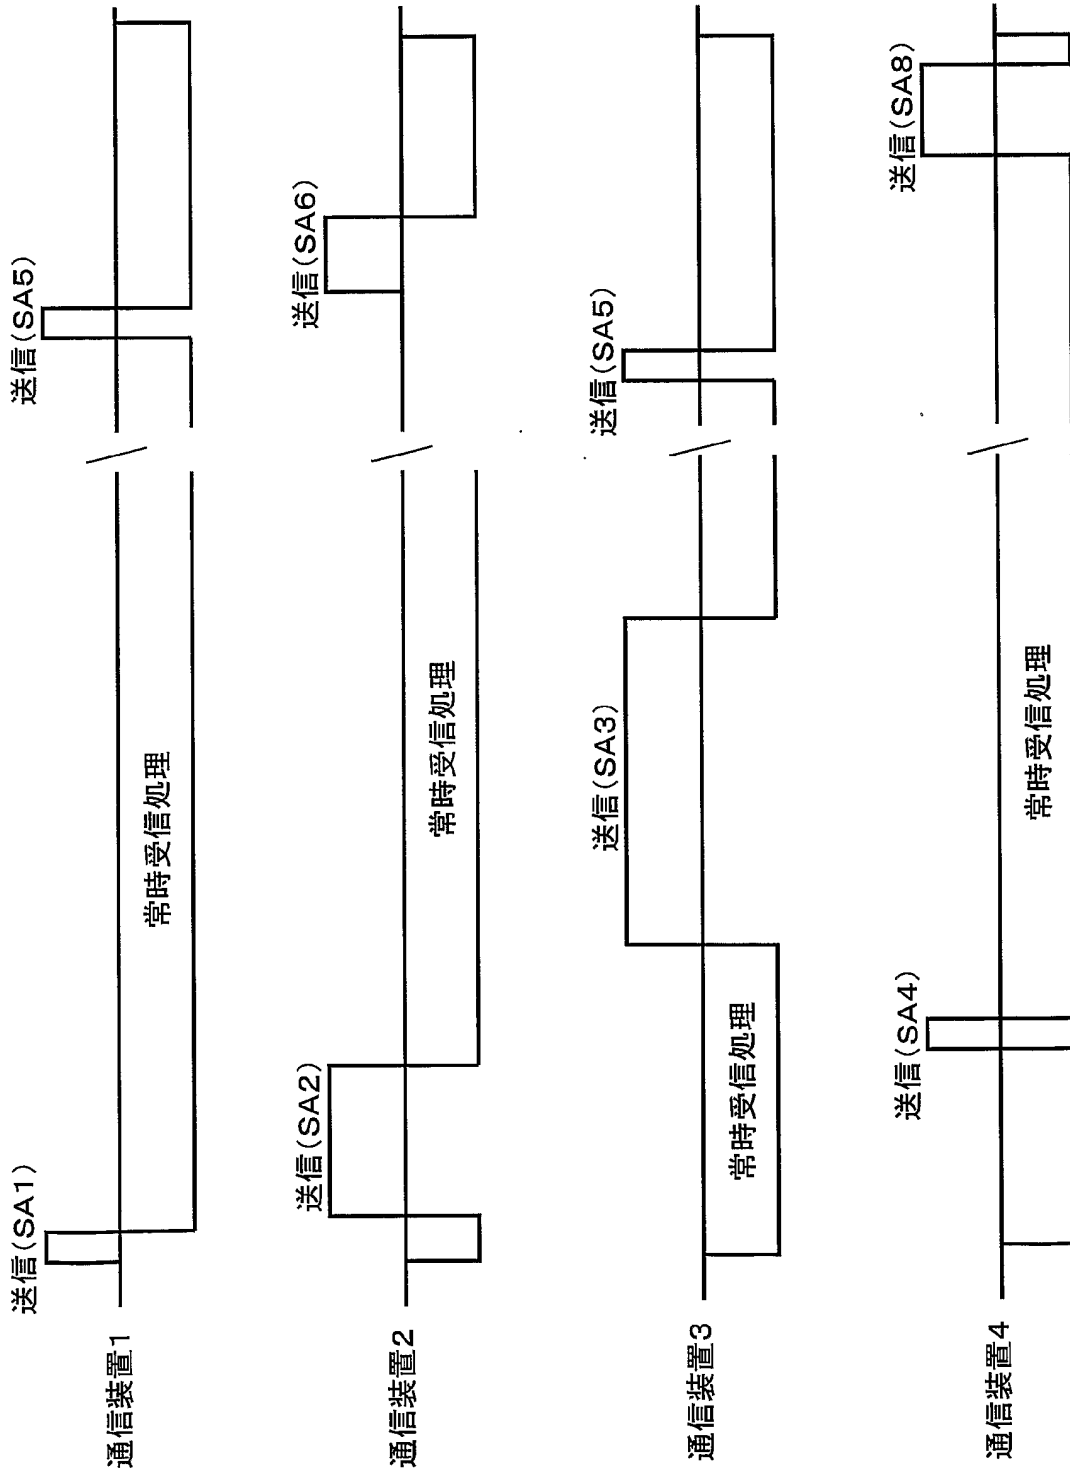 送信(SA1)
送信(SA5)
通信装置1
常時受信処理
送信(SA2)
送信(SA6)
通信装置2
常時受信処理
送信(SA3)
送信(SA5)
通信装置3
常時受信処理
送信(SA4)
送信(SA8)
通信装置4
常時受信処理